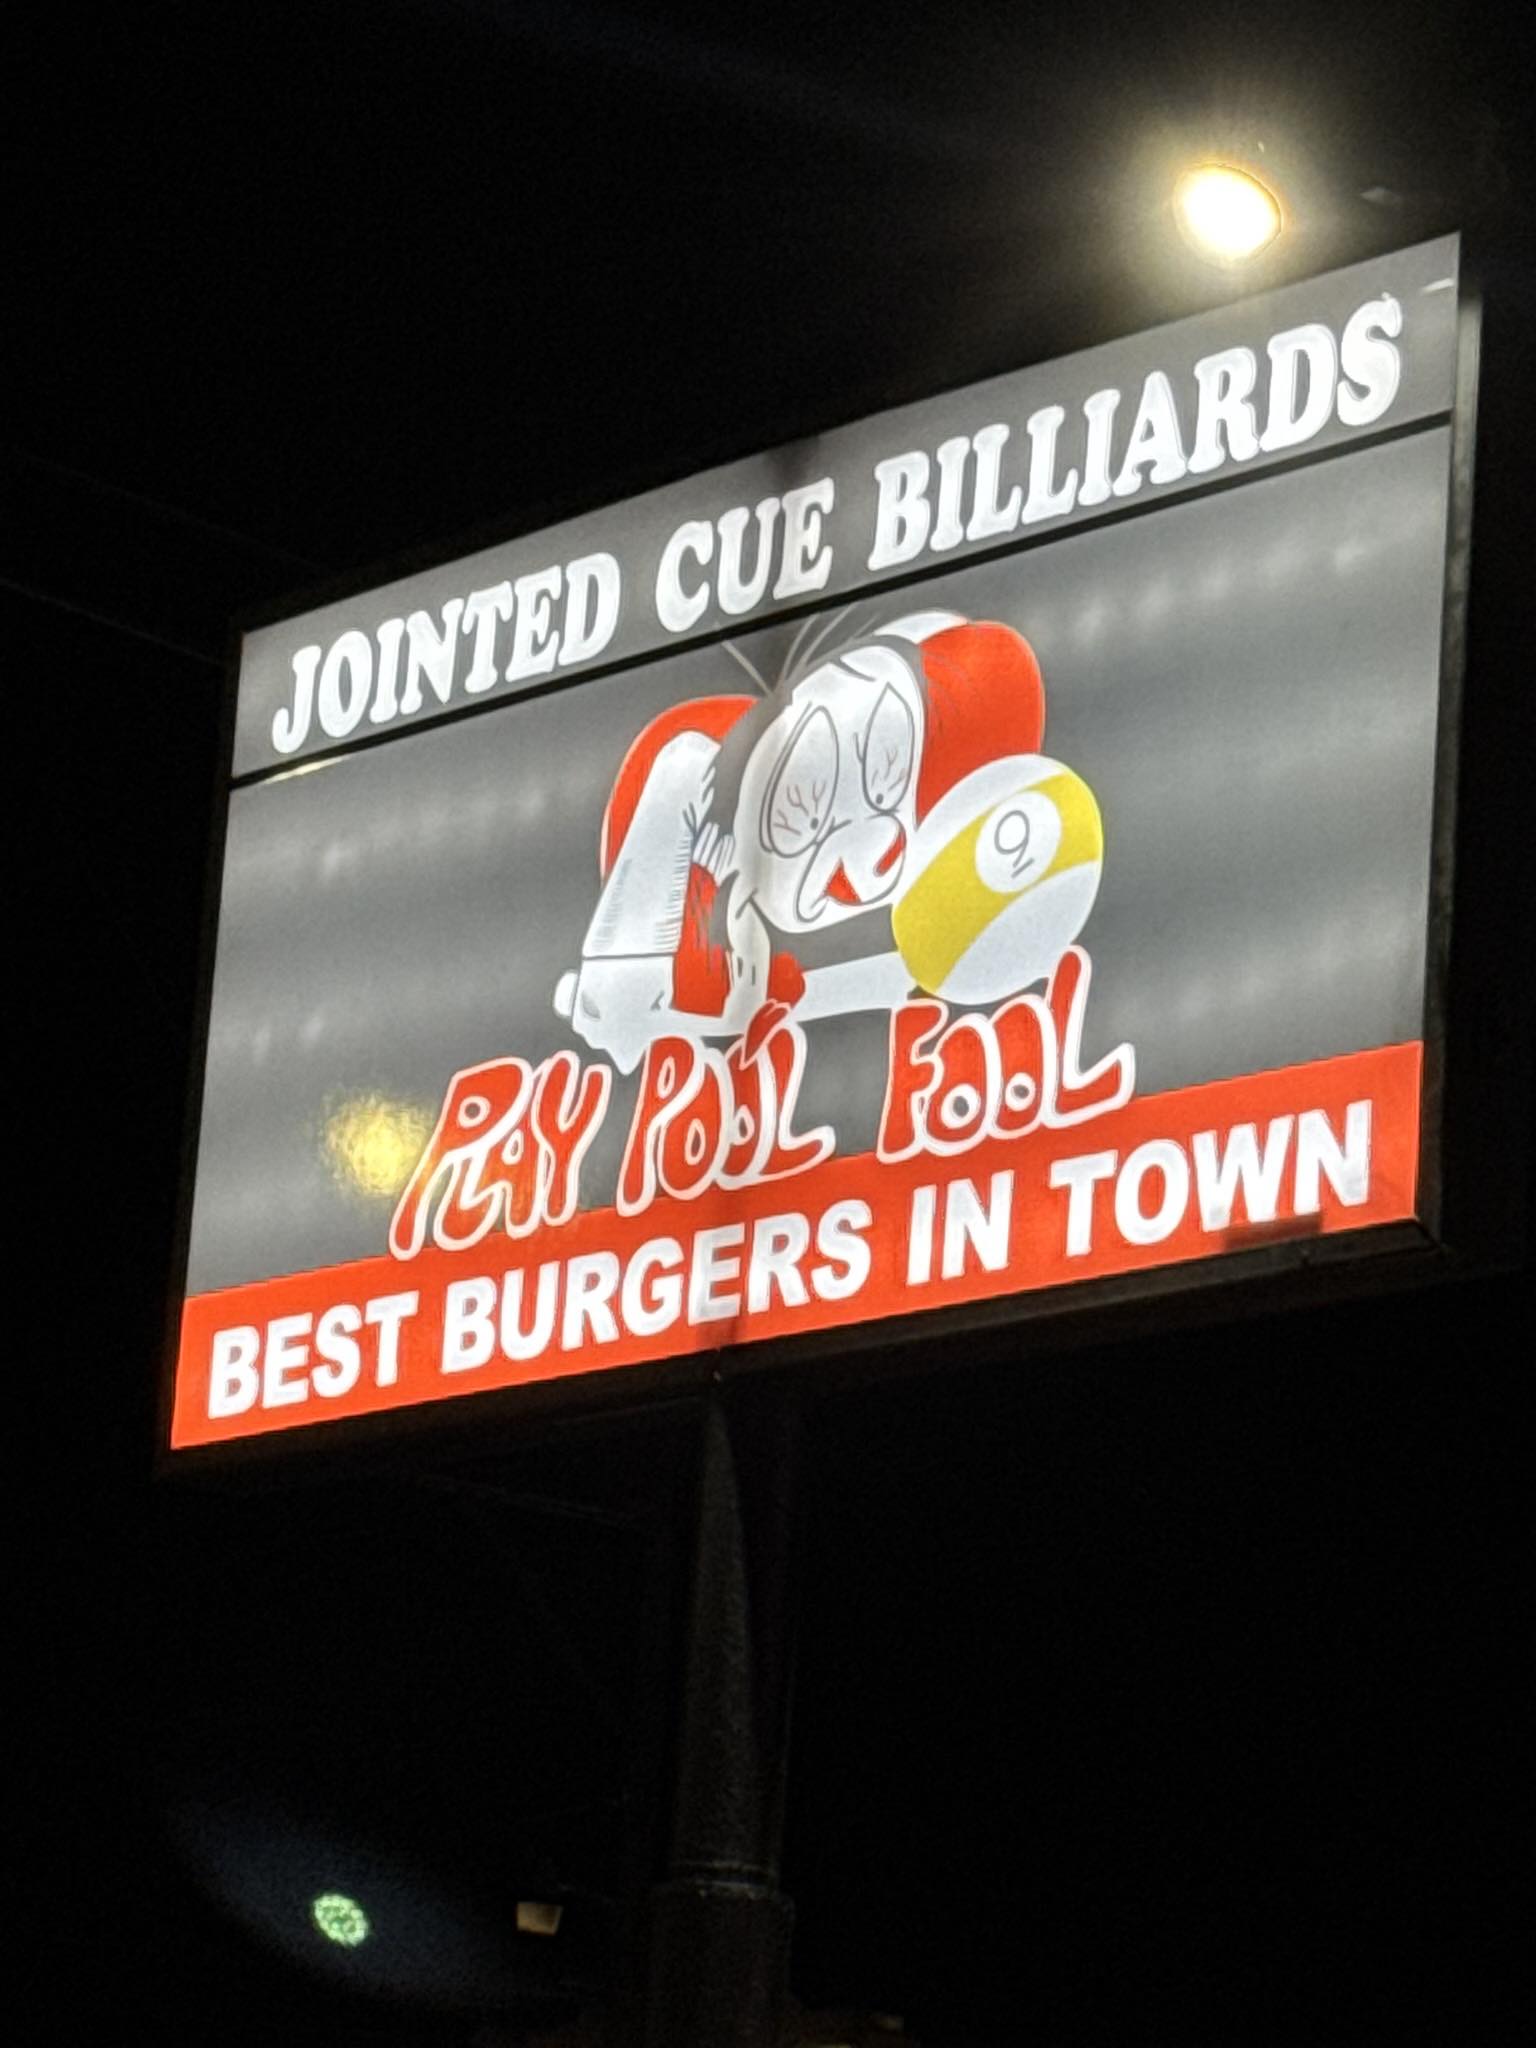 JOINTED CUE BILLIARDS
9
PLAY POOL FOOL
BEST BURGERS IN TOWN